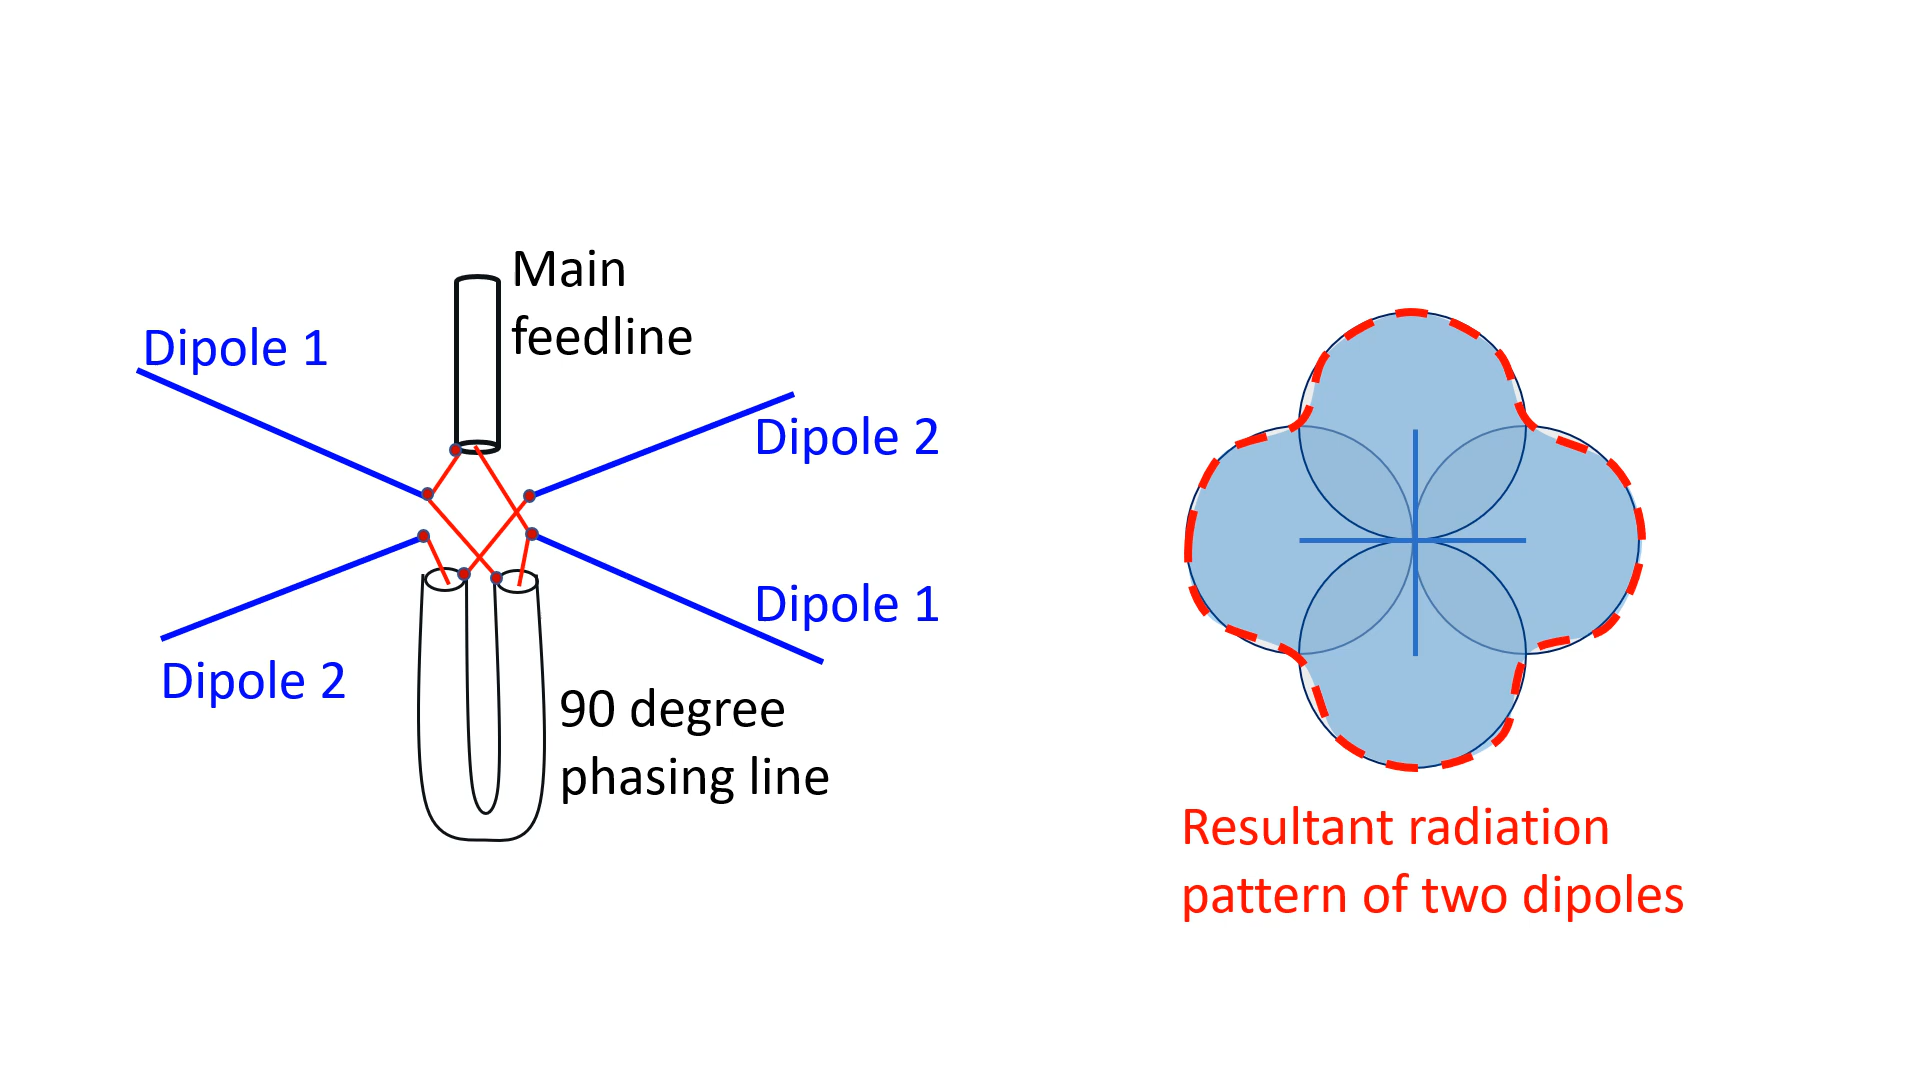 Main
feedline
Dipole 1
Dipole 2
Dipole 1
Dipole 2
90 degree
phasing line
Resultant radiation
pattern of two dipoles